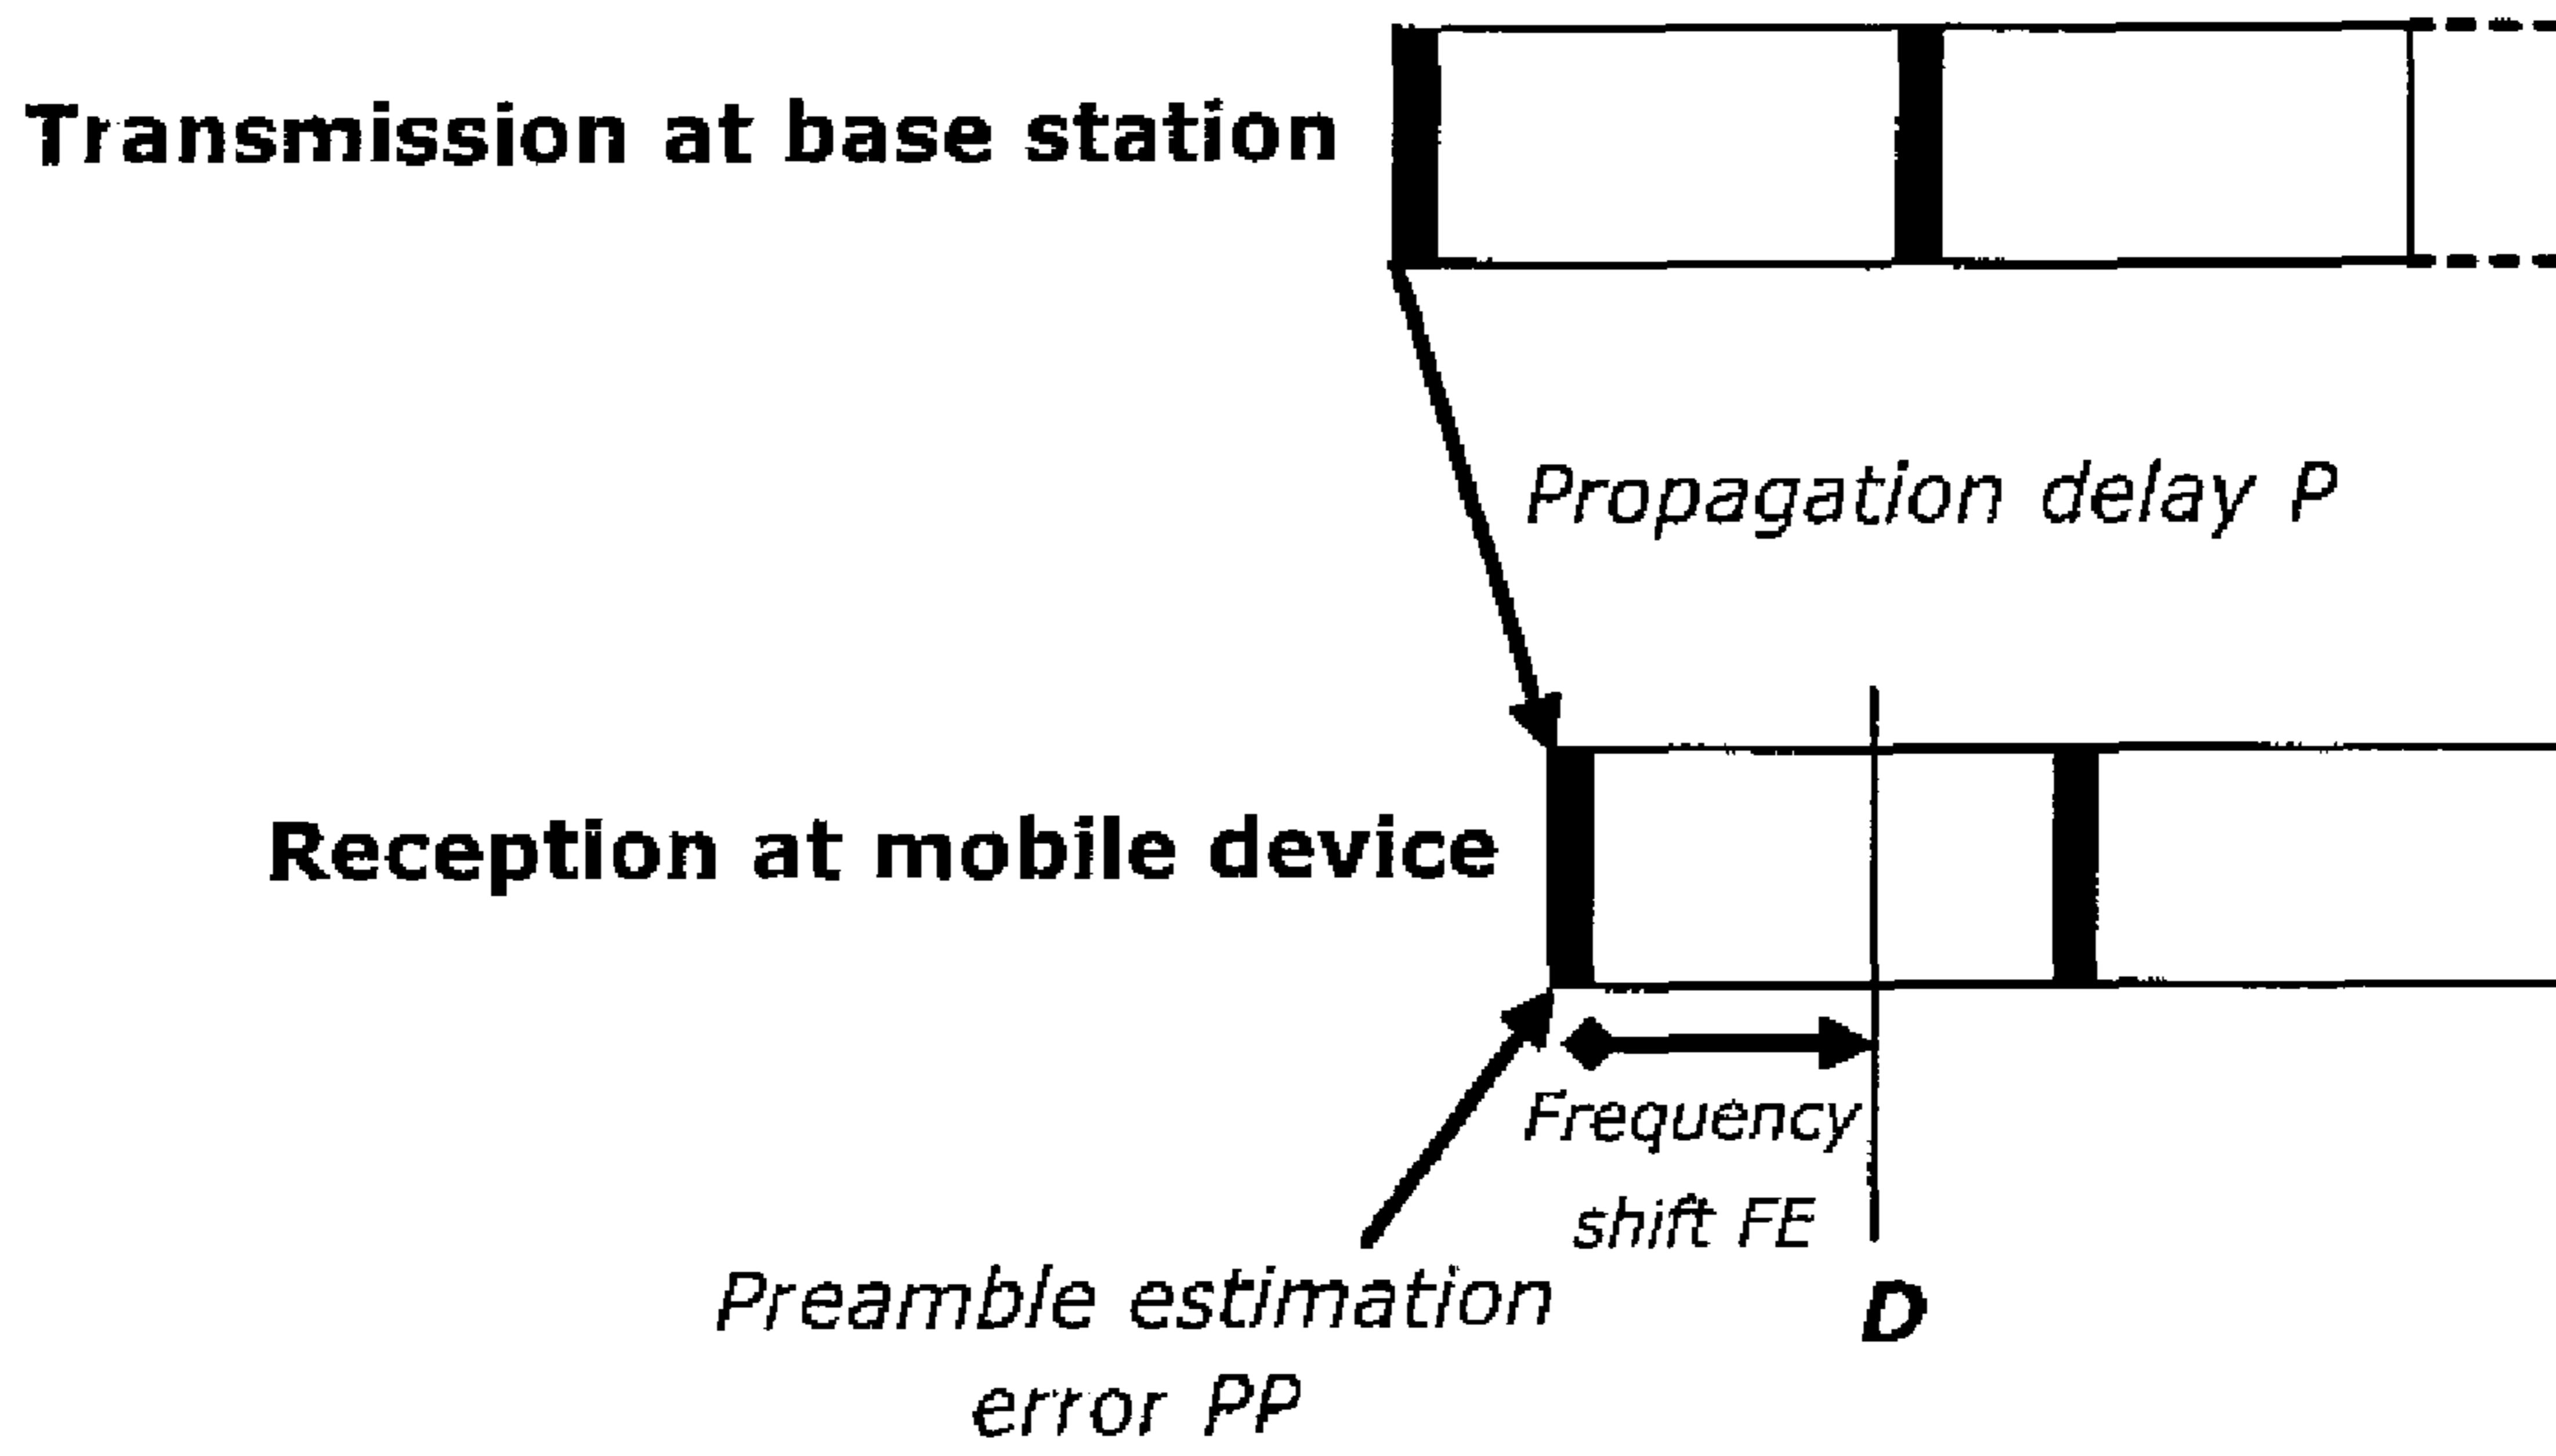 Transmission at base station
Propagation delay P
Reception at mobile device
Frequency
shift FE
Preamble estimation
error PP
D